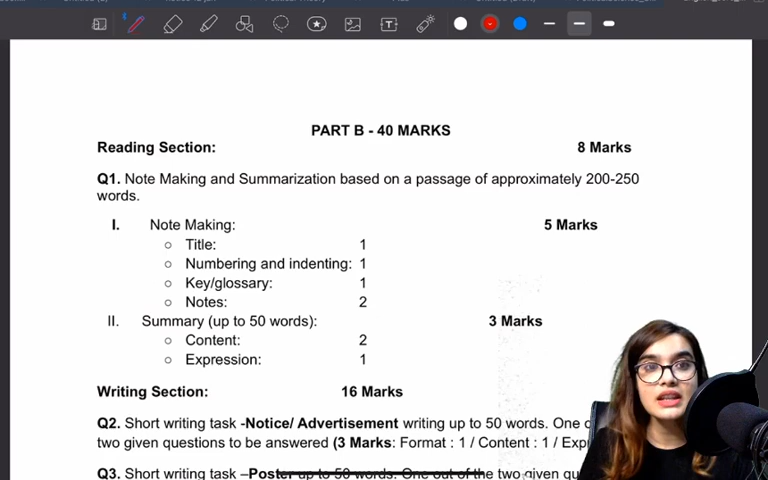 PART B - 40 MARKS
Reading Section: 8 Marks
Q1. Note Making and Summarization based on a passage of approximately 200-250
words.
I. Note Making: 5 Marks
○ Title: 1
○ Numbering and indenting: 1
○ Key/glossary: 1
○ Notes: 2
II. Summary (up to 50 words): 3 Marks
○ Content: 2
○ Expression: 1
Writing Section: 16 Marks
Q2. Short writing task -Notice/ Advertisement writing up to 50 words. One
two given questions to be answered (3 Marks: Format : 1 / Content : 1 /
Q3. Short writing task –Poster up to 50 words. One out of the two given